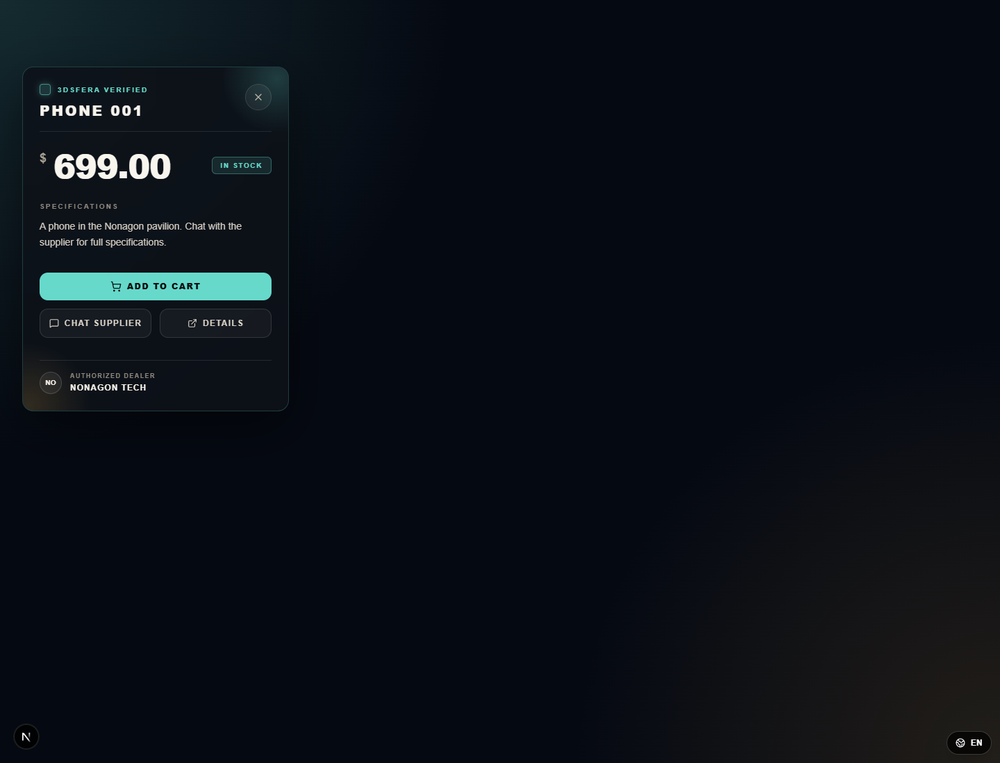 3DSFERA VERIFIED
PHONE 001
$ 699.00
IN STOCK
SPECIFICATIONS
A phone in the Nonagon pavilion. Chat with the
supplier for full specifications.
ADD TO CART
CHAT SUPPLIER
DETAILS
NO
AUTHORIZED DEALER
NONAGON TECH
N
EN